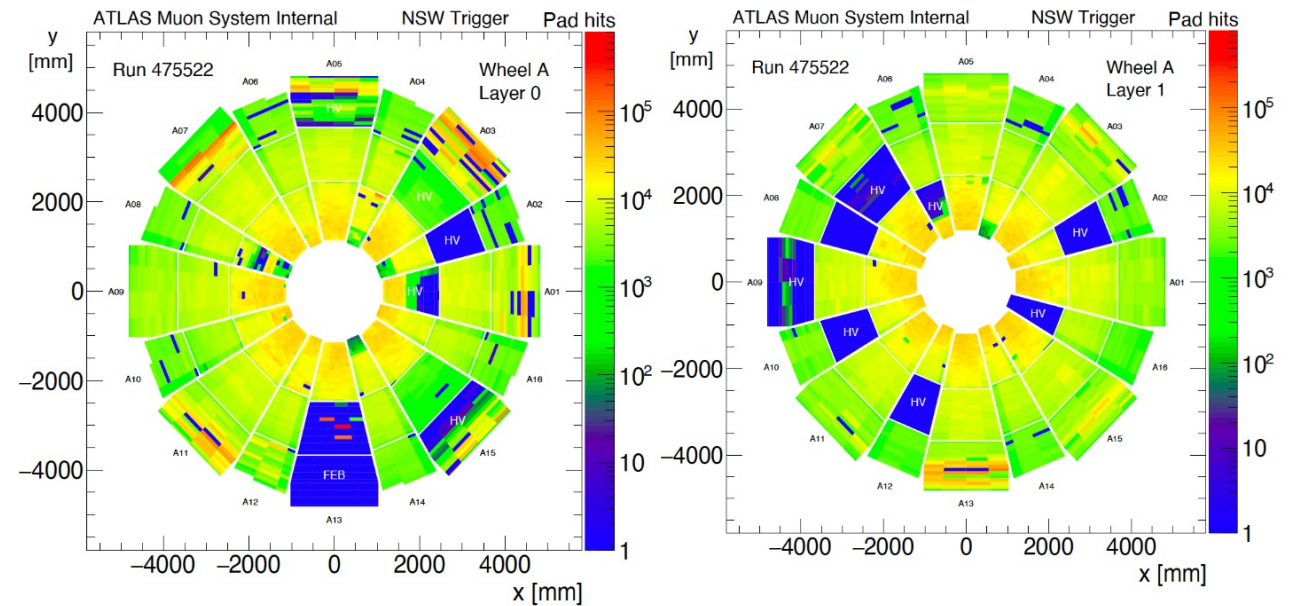 ATLAS Muon System Internal NSW Trigger Pad hits
y
[mm]
Run 475522
Wheel A
Layer 0
A05
A06
A04
A07
A03
A08
A02
A09
A01
A10
A16
A11
A15
A12
A14
A13
HV
HV
HV
HV
HV
FEB
4000
2000
0
−2000
−4000
−4000 −2000 0 2000 4000
x [mm]
10⁵
10⁴
10³
10²
10
1
ATLAS Muon System Internal NSW Trigger Pad hits
y
[mm]
Run 475522
Wheel A
Layer 1
A05
A06
A04
A07
A03
A08
A02
A09
A01
A10
A16
A11
A15
A12
A14
A13
HV
HV
HV
HV
HV
HV
HV
4000
2000
0
−2000
−4000
−4000 −2000 0 2000 4000
x [mm]
10⁵
10⁴
10³
10²
10
1